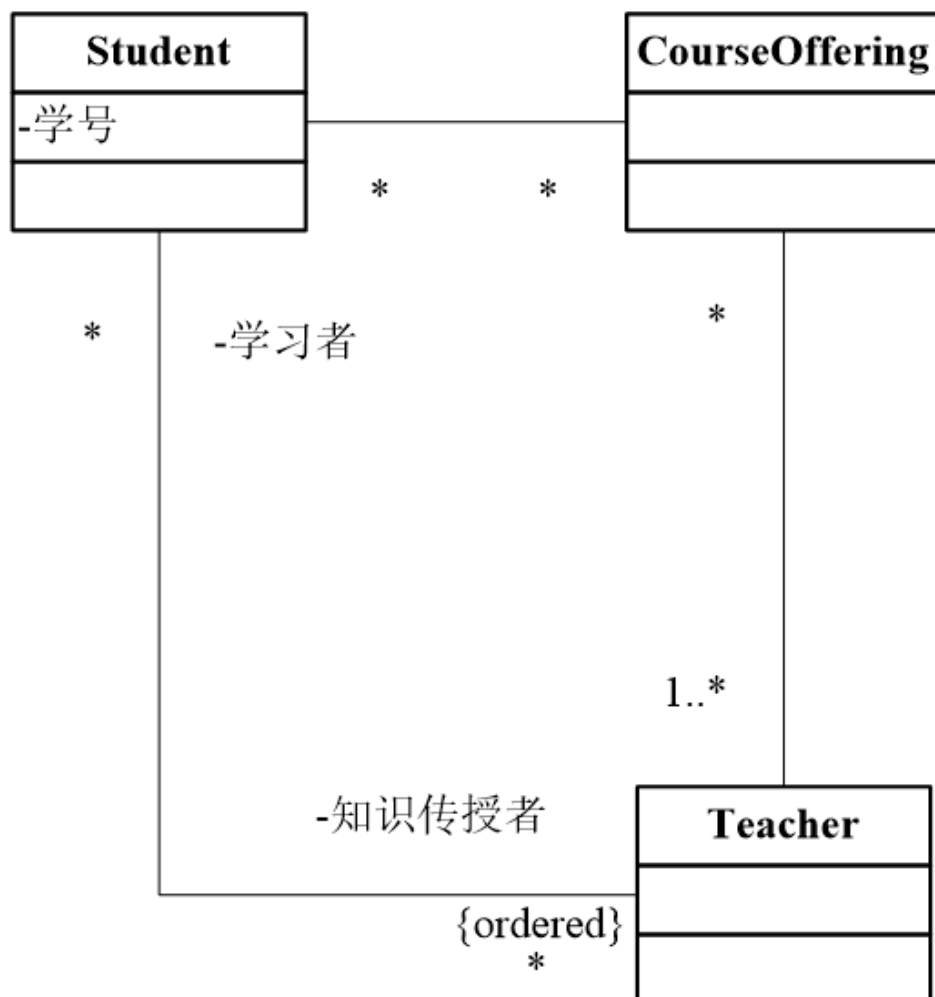 Student
CourseOffering
-学号
*
*
*
-学习者
*
1..*
-知识传授者
Teacher
{ordered}
*